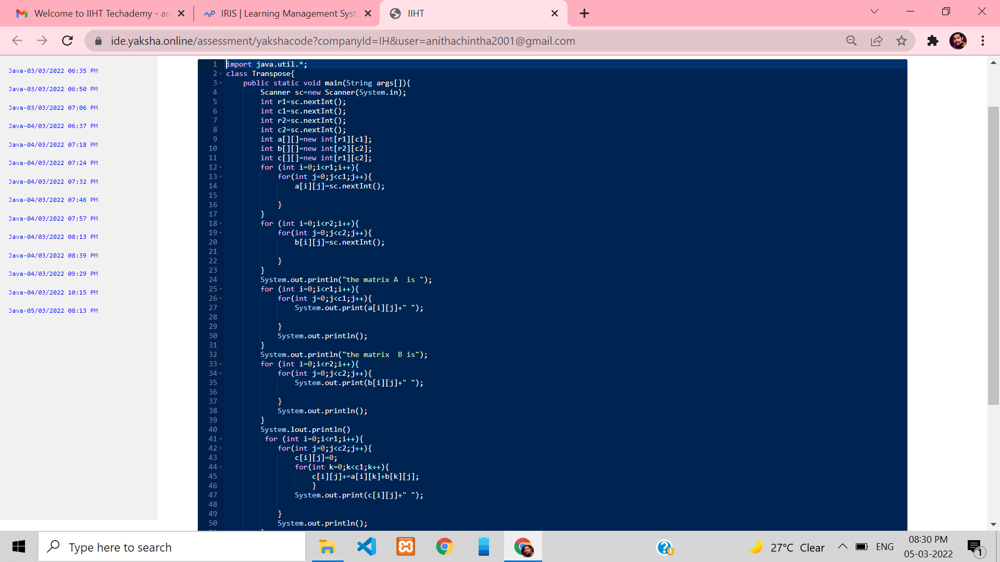 Welcome to IIHT Techademy - an
IRIS | Learning Management Syst
IIHT
ide.yaksha.online/assessment/yakshacode?companyId=IH&user=anithachintha2001@gmail.com
Java-03/03/2022 06:35 PM
Java-03/03/2022 06:50 PM
Java-03/03/2022 07:06 PM
Java-04/03/2022 06:37 PM
Java-04/03/2022 07:18 PM
Java-04/03/2022 07:24 PM
Java-04/03/2022 07:32 PM
Java-04/03/2022 07:46 PM
Java-04/03/2022 07:57 PM
Java-04/03/2022 08:13 PM
Java-04/03/2022 08:39 PM
Java-04/03/2022 09:29 PM
Java-04/03/2022 10:15 PM
Java-05/03/2022 08:13 PM
1 import java.util.*;
2 class Transpose{
3     public static void main(String args[]){
4         Scanner sc=new Scanner(System.in);
5         int r1=sc.nextInt();
6         int c1=sc.nextInt();
7         int r2=sc.nextInt();
8         int c2=sc.nextInt();
9         int a[][]=new int[r1][c1];
10         int b[][]=new int[r2][c2];
11         int c[][]=new int[r1][c2];
12         for (int i=0;i<r1;i++){
13             for(int j=0;j<c1;j++){
14                 a[i][j]=sc.nextInt();
15
16             }
17         }
18         for (int i=0;i<r2;i++){
19             for(int j=0;j<c2;j++){
20                 b[i][j]=sc.nextInt();
21
22             }
23         }
24         System.out.println("the matrix A  is ");
25         for (int i=0;i<r1;i++){
26             for(int j=0;j<c1;j++){
27                 System.out.print(a[i][j]+" ");
28
29             }
30             System.out.println();
31         }
32         System.out.println("the matrix  B is");
33         for (int i=0;i<r2;i++){
34             for(int j=0;j<c2;j++){
35                 System.out.print(b[i][j]+" ");
36
37             }
38             System.out.println();
39         }
40         System.lout.println()
41          for (int i=0;i<r1;i++){
42             for(int j=0;j<c2;j++){
43                 c[i][j]=0;
44                 for(int k=0;k<c1;k++){
45                     c[i][j]+=a[i][k]+b[k][j];
46                     }
47                 System.out.print(c[i][j]+" ");
48
49             }
50             System.out.println();
Type here to search
27°C Clear
ENG
08:30 PM
05-03-2022
1